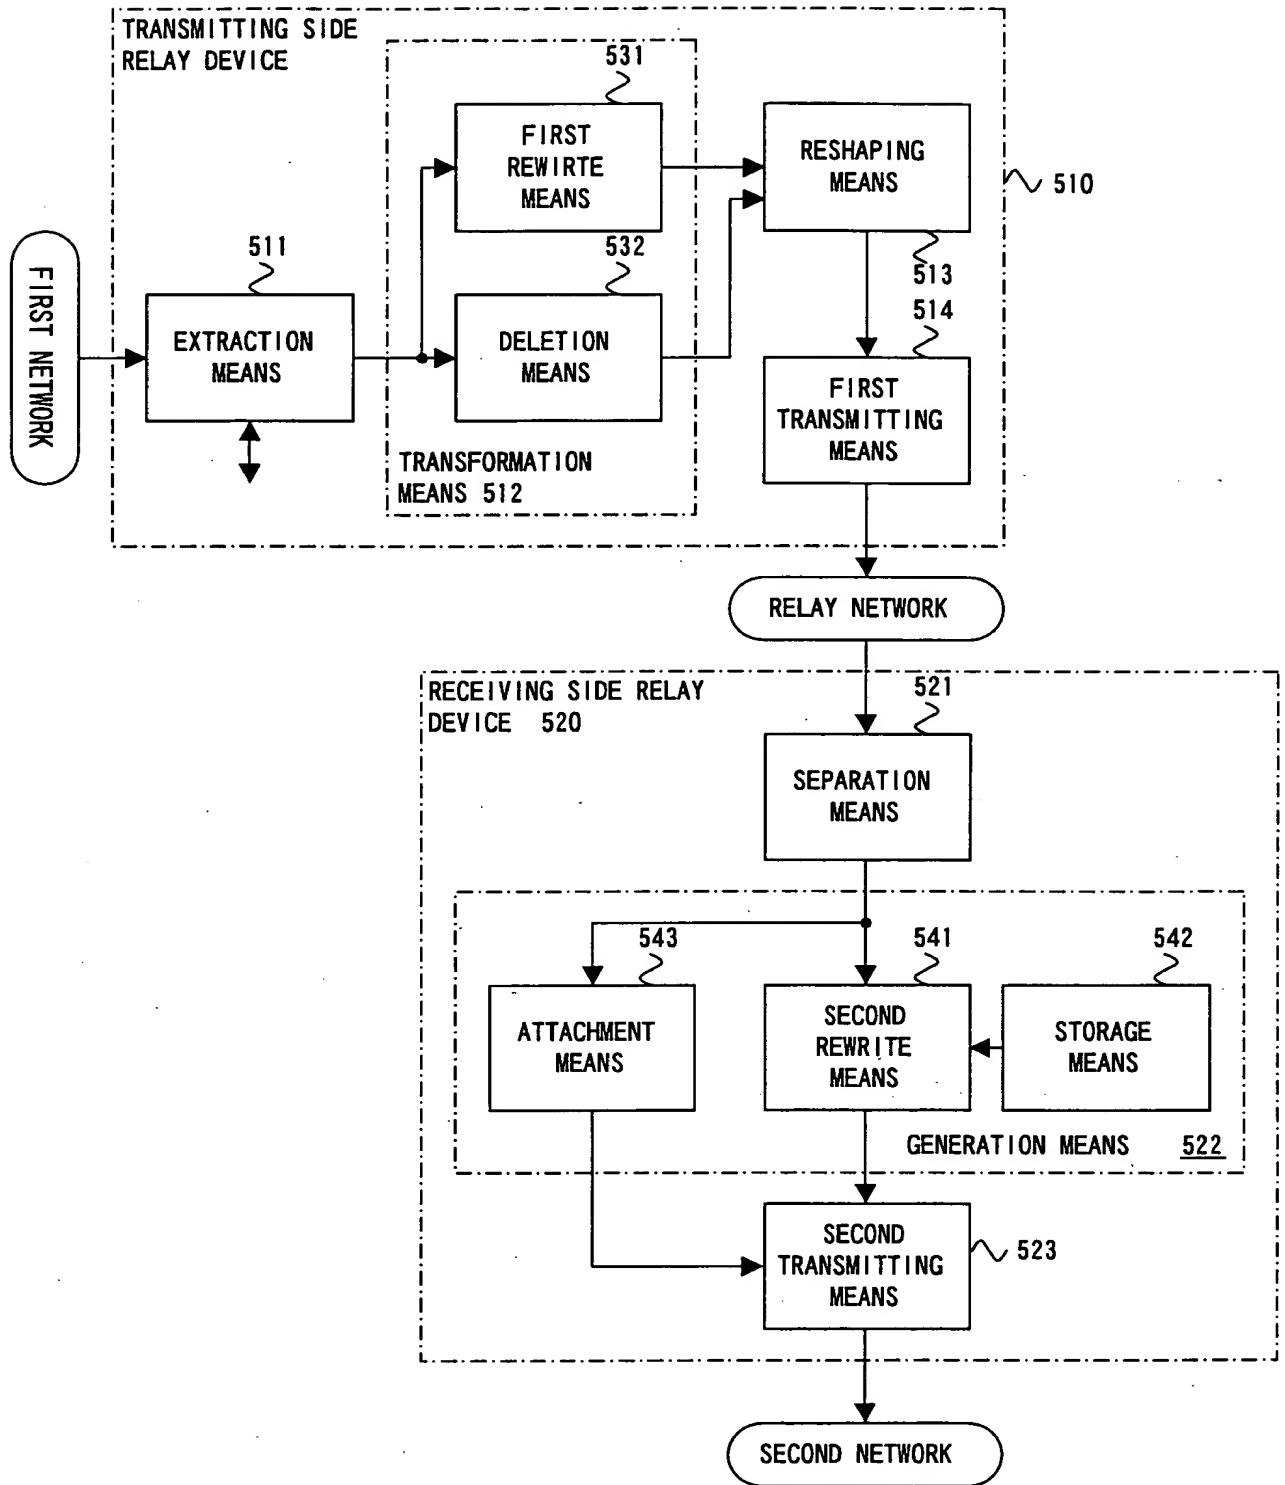 TRANSMITTING SIDE
RELAY DEVICE
531
FIRST
REWIRTE
MEANS
RESHAPING
MEANS
510
FIRST NETWORK
511
EXTRACTION
MEANS
532
DELETION
MEANS
513
514
FIRST
TRANSMITTING
MEANS
TRANSFORMATION
MEANS 512
RELAY NETWORK
RECEIVING SIDE RELAY
DEVICE 520
521
SEPARATION
MEANS
543
ATTACHMENT
MEANS
541
SECOND
REWRITE
MEANS
542
STORAGE
MEANS
GENERATION MEANS 522
SECOND
TRANSMITTING
MEANS
523
SECOND NETWORK